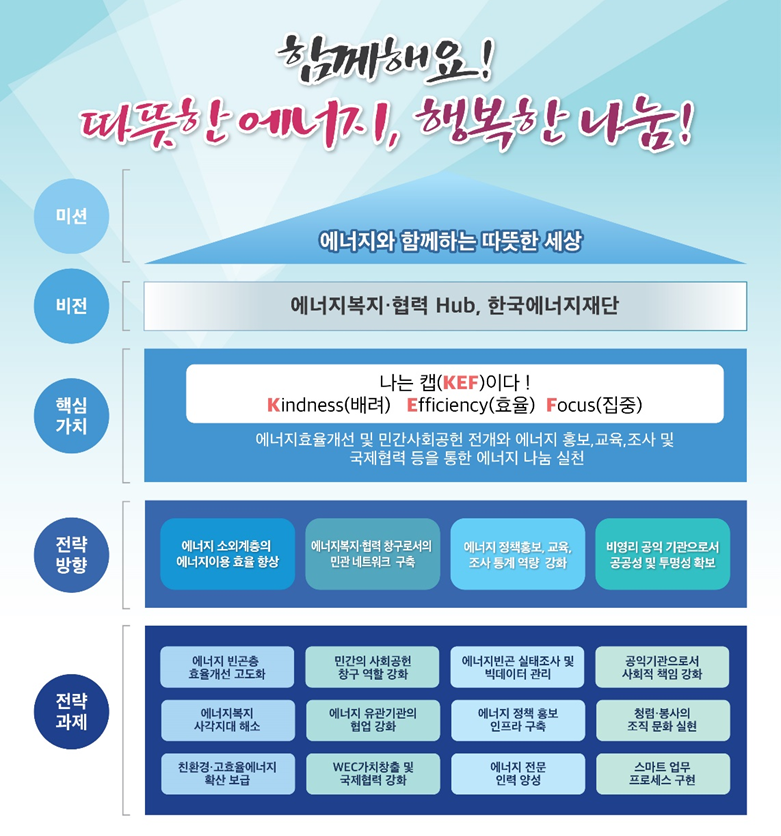 함께해요!
따뜻한 에너지, 행복한 나눔!
미션
에너지와 함께하는 따뜻한 세상
비전
에너지복지·협력 Hub, 한국에너지재단
핵심
가치
나는 캡(KEF)이다 !
Kindness(배려) Efficiency(효율) Focus(집중)
에너지효율개선 및 민간사회공헌 전개와 에너지 홍보,교육,조사 및
국제협력 등을 통한 에너지 나눔 실천
전략
방향
에너지 소외계층의
에너지이용 효율 향상
에너지복지·협력 창구로서의
민관 네트워크 구축
에너지 정책홍보, 교육,
조사 통계 역량 강화
비영리 공익 기관으로서
공공성 및 투명성 확보
전략
과제
에너지 빈곤층
효율개선 고도화
민간의 사회공헌
창구 역할 강화
에너지빈곤 실태조사 및
빅데이터 관리
공익기관으로서
사회적 책임 강화
에너지복지
사각지대 해소
에너지 유관기관의
협업 강화
에너지 정책 홍보
인프라 구축
청렴·봉사의
조직 문화 실현
친환경·고효율에너지
확산 보급
WEC가치창출 및
국제협력 강화
에너지 전문
인력 양성
스마트 업무
프로세스 구현